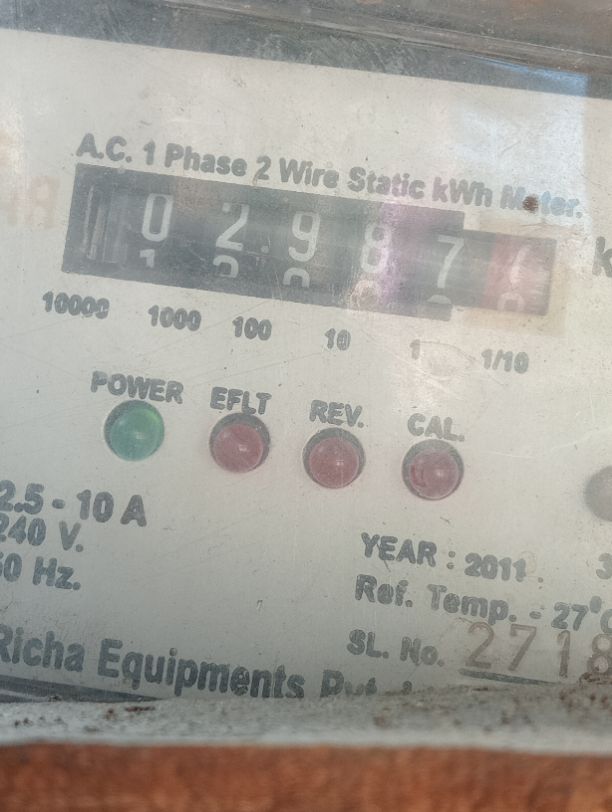 A.C. 1 Phase 2 Wire Static kWh Meter.
0 2 9 8 7
k
10000 1000 100 10 1 1/10
POWER EFLT REV. CAL.
2.5 - 10 A
240 V.
50 Hz.
YEAR : 2011
Ref. Temp. - 27°C
SL. No. 2718
Richa Equipments Pvt.